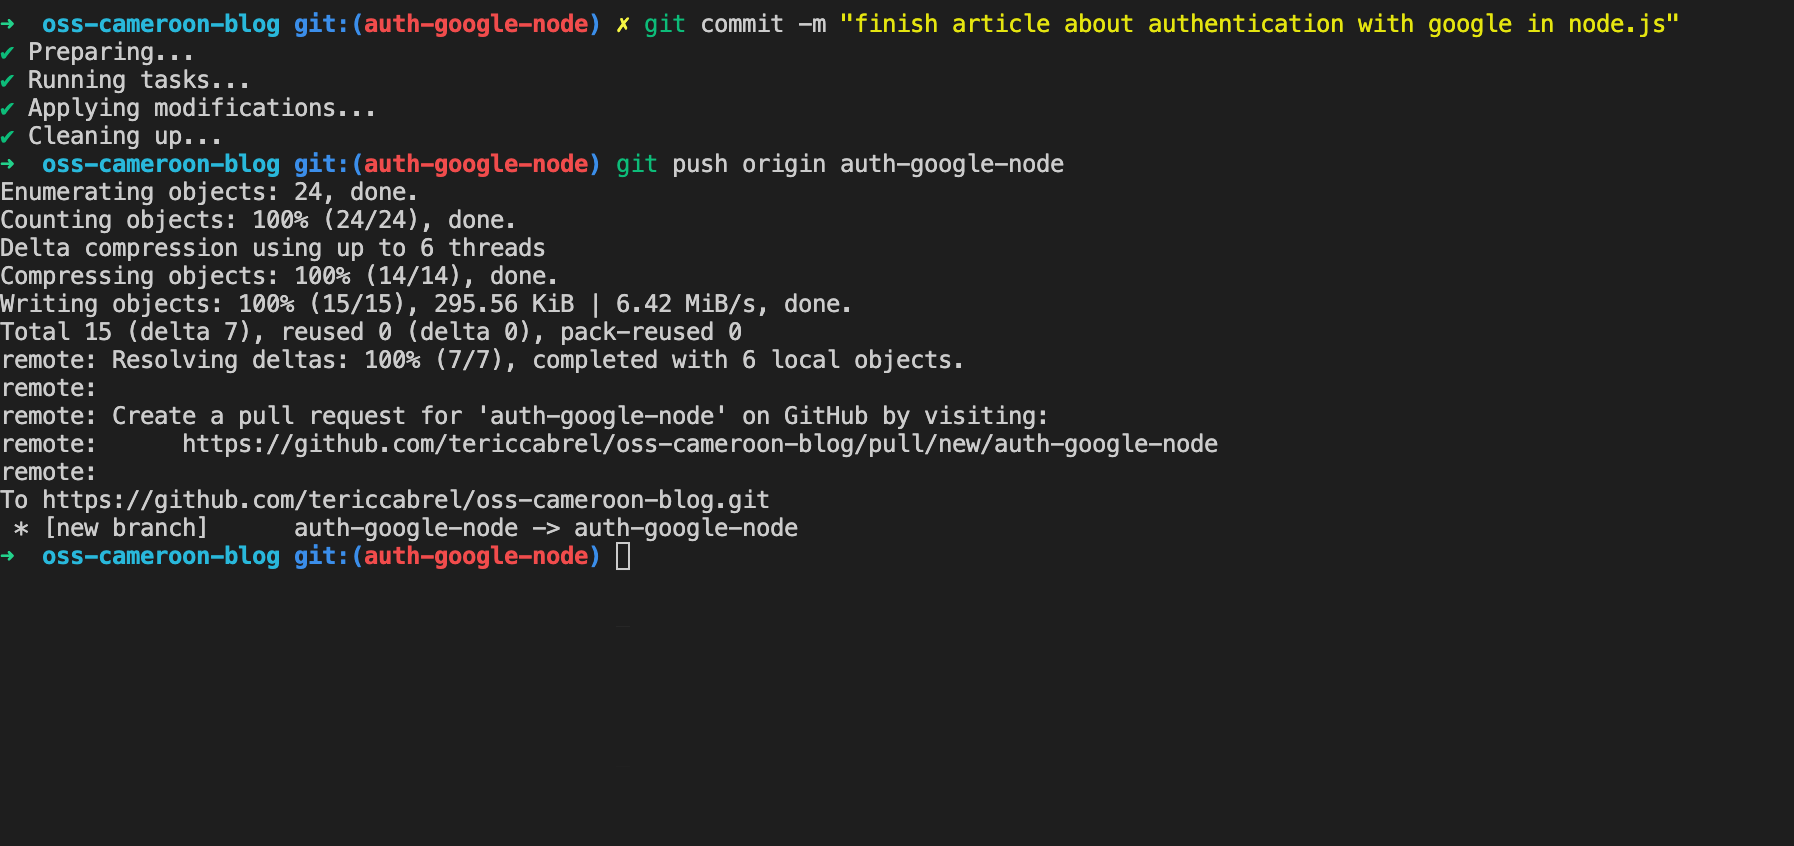 ➜  oss-cameroon-blog git:(auth-google-node) ✗ git commit -m "finish article about authentication with google in node.js"
✔ Preparing...
✔ Running tasks...
✔ Applying modifications...
✔ Cleaning up...
➜  oss-cameroon-blog git:(auth-google-node) git push origin auth-google-node
Enumerating objects: 24, done.
Counting objects: 100% (24/24), done.
Delta compression using up to 6 threads
Compressing objects: 100% (14/14), done.
Writing objects: 100% (15/15), 295.56 KiB | 6.42 MiB/s, done.
Total 15 (delta 7), reused 0 (delta 0), pack-reused 0
remote: Resolving deltas: 100% (7/7), completed with 6 local objects.
remote:
remote: Create a pull request for 'auth-google-node' on GitHub by visiting:
remote:      https://github.com/tericcabrel/oss-cameroon-blog/pull/new/auth-google-node
remote:
To https://github.com/tericcabrel/oss-cameroon-blog.git
 * [new branch]      auth-google-node -> auth-google-node
➜  oss-cameroon-blog git:(auth-google-node)